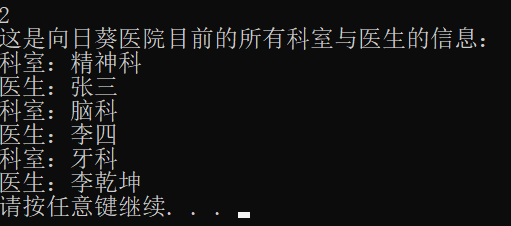 2
这是向日葵医院目前的所有科室与医生的信息：
科室：精神科
医生：张三
科室：脑科
医生：李四
科室：牙科
医生：李乾坤
请按任意键继续. . .